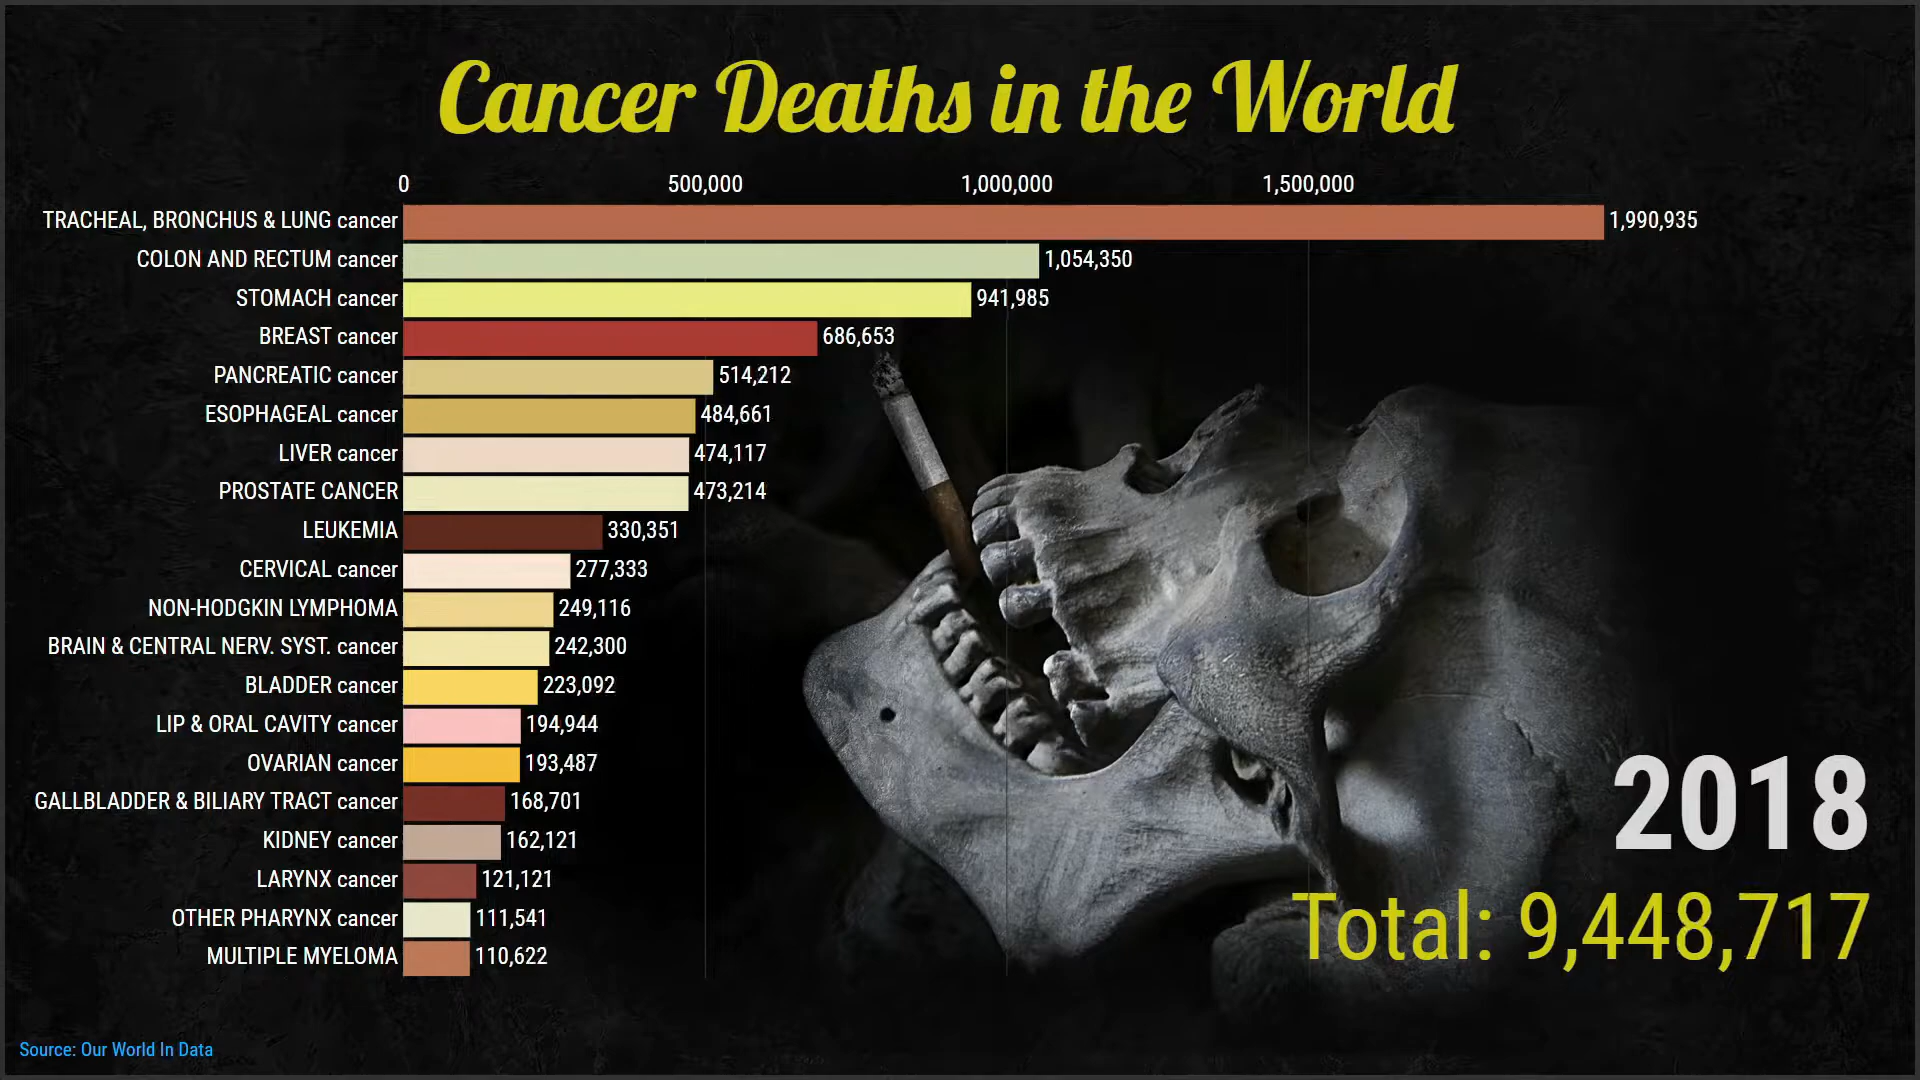 Cancer Deaths in the World
0 500,000 1,000,000 1,500,000
TRACHEAL, BRONCHUS & LUNG cancer 1,990,935
COLON AND RECTUM cancer 1,054,350
STOMACH cancer 941,985
BREAST cancer 686,653
PANCREATIC cancer 514,212
ESOPHAGEAL cancer 484,661
LIVER cancer 474,117
PROSTATE CANCER 473,214
LEUKEMIA 330,351
CERVICAL cancer 277,333
NON-HODGKIN LYMPHOMA 249,116
BRAIN & CENTRAL NERV. SYST. cancer 242,300
BLADDER cancer 223,092
LIP & ORAL CAVITY cancer 194,944
OVARIAN cancer 193,487
GALLBLADDER & BILIARY TRACT cancer 168,701
KIDNEY cancer 162,121
LARYNX cancer 121,121
OTHER PHARYNX cancer 111,541
MULTIPLE MYELOMA 110,622
2018
Total: 9,448,717
Source: Our World In Data